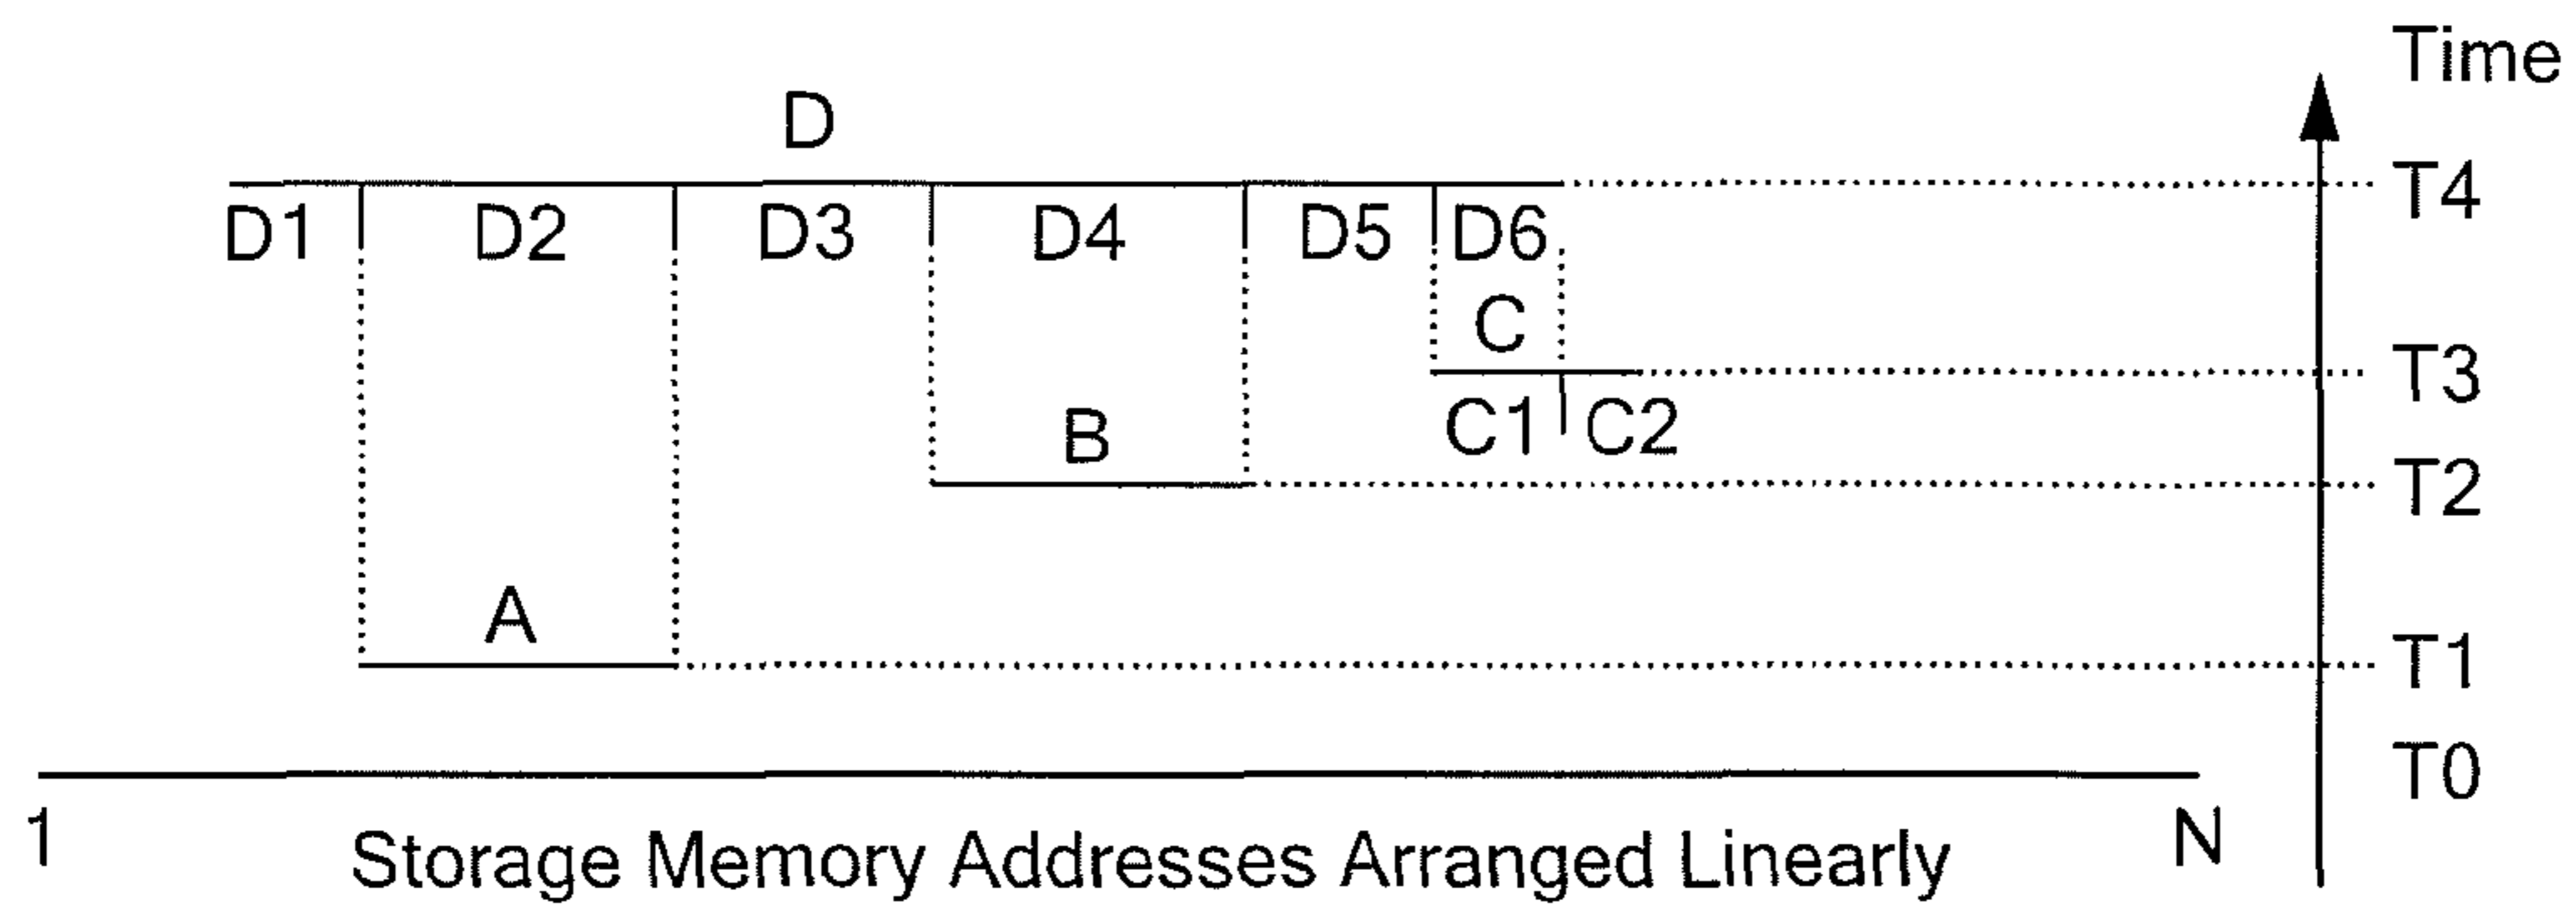 Time
D
T4
D1 D2 D3 D4 D5 D6
C
T3
C1 C2
B
T2
A
T1
T0
1 N
Storage Memory Addresses Arranged Linearly